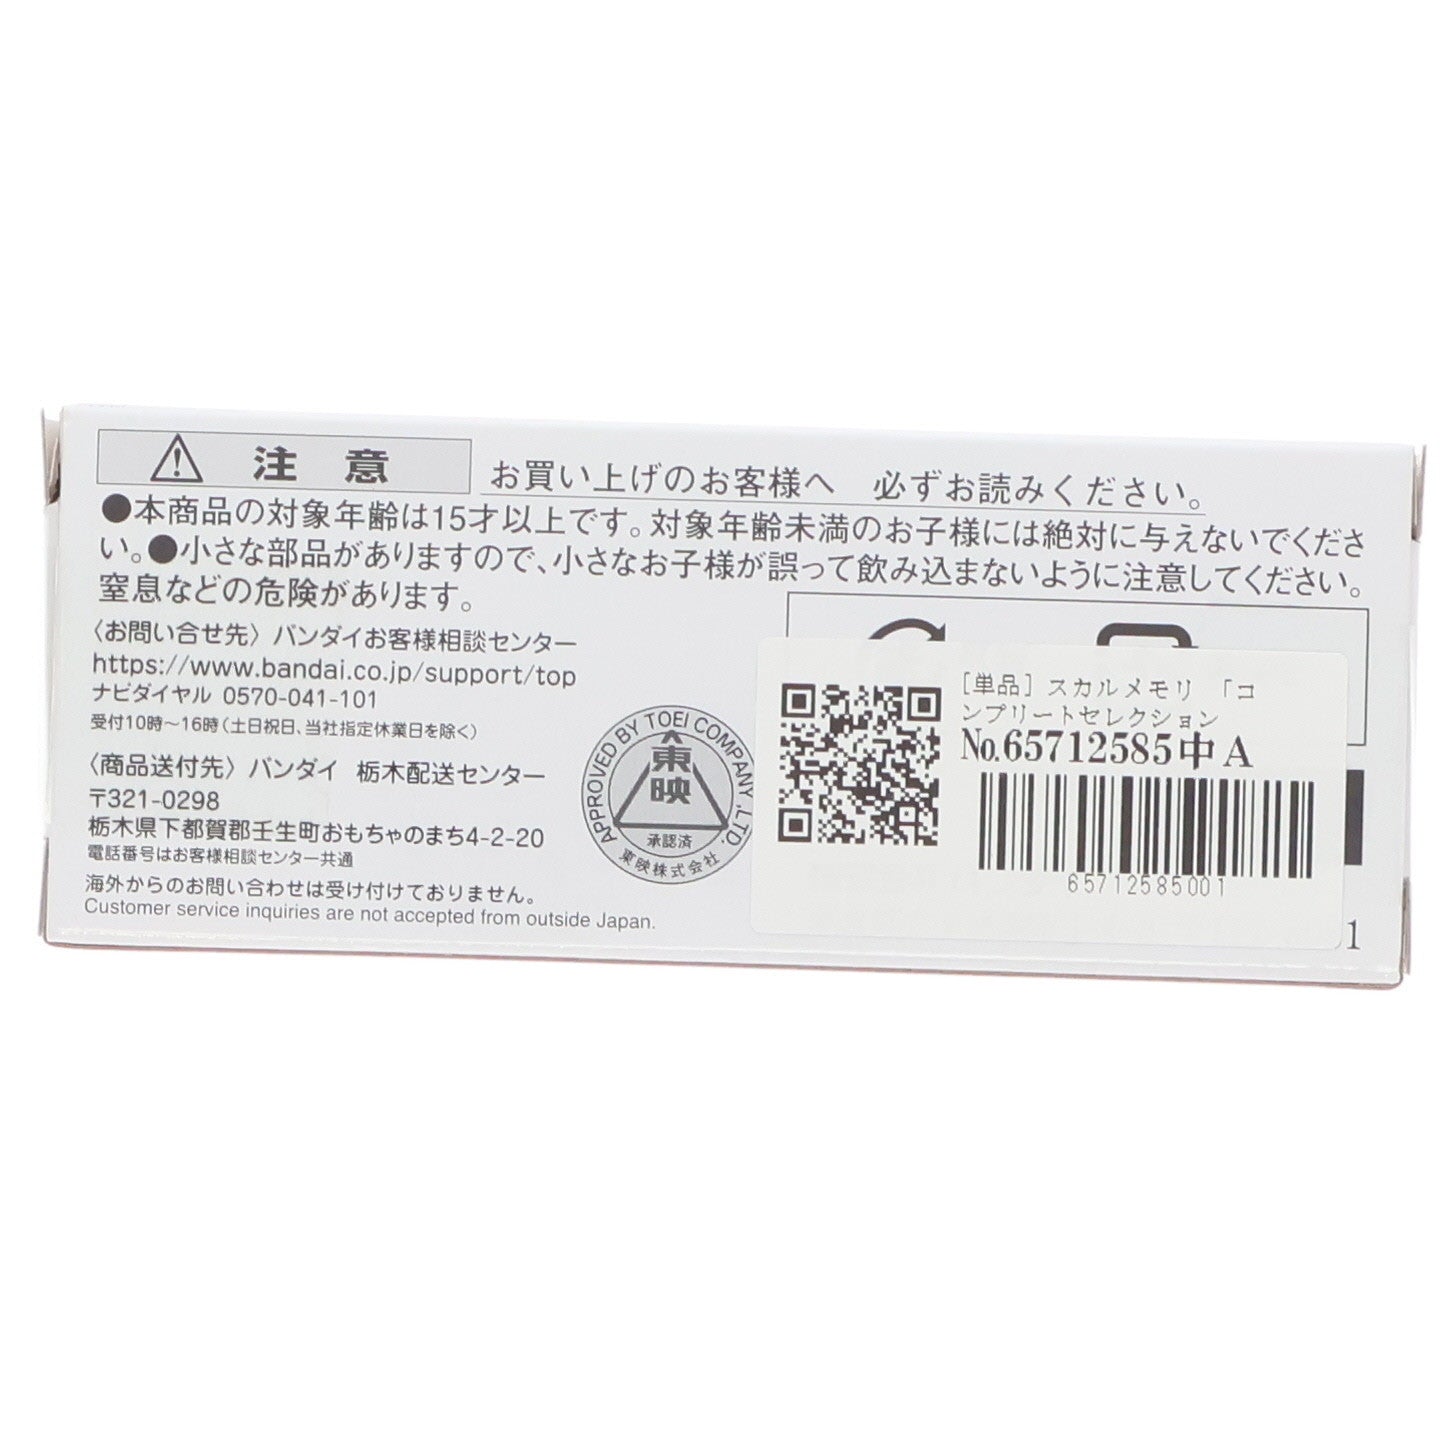 注意
お買い上げのお客様へ 必ずお読みください。
●本商品の対象年齢は15才以上です。対象年齢未満のお子様には絶対に与えないでくださ
い。●小さな部品がありますので、小さなお子様が誤って飲み込まないように注意してください。
窒息などの危険があります。
〈お問い合せ先〉バンダイお客様相談センター
https://www.bandai.co.jp/support/top
ナビダイヤル 0570-041-101
受付10時～16時(土日祝日、当社指定休業日を除く)
〈商品送付先〉バンダイ 栃木配送センター
〒321-0298
栃木県下都賀郡壬生町おもちゃのまち4-2-20
電話番号はお客様相談センター共通
海外からのお問い合わせは受け付けておりません。
Customer service inquiries are not accepted from outside Japan.
APPROVED BY TOEI COMPANY ,LTD.
東映
承認済
東映株式会社
[単品] スカルメモリ 「コ
ンプリートセレクション
No.65712585中 A
65712585001
1